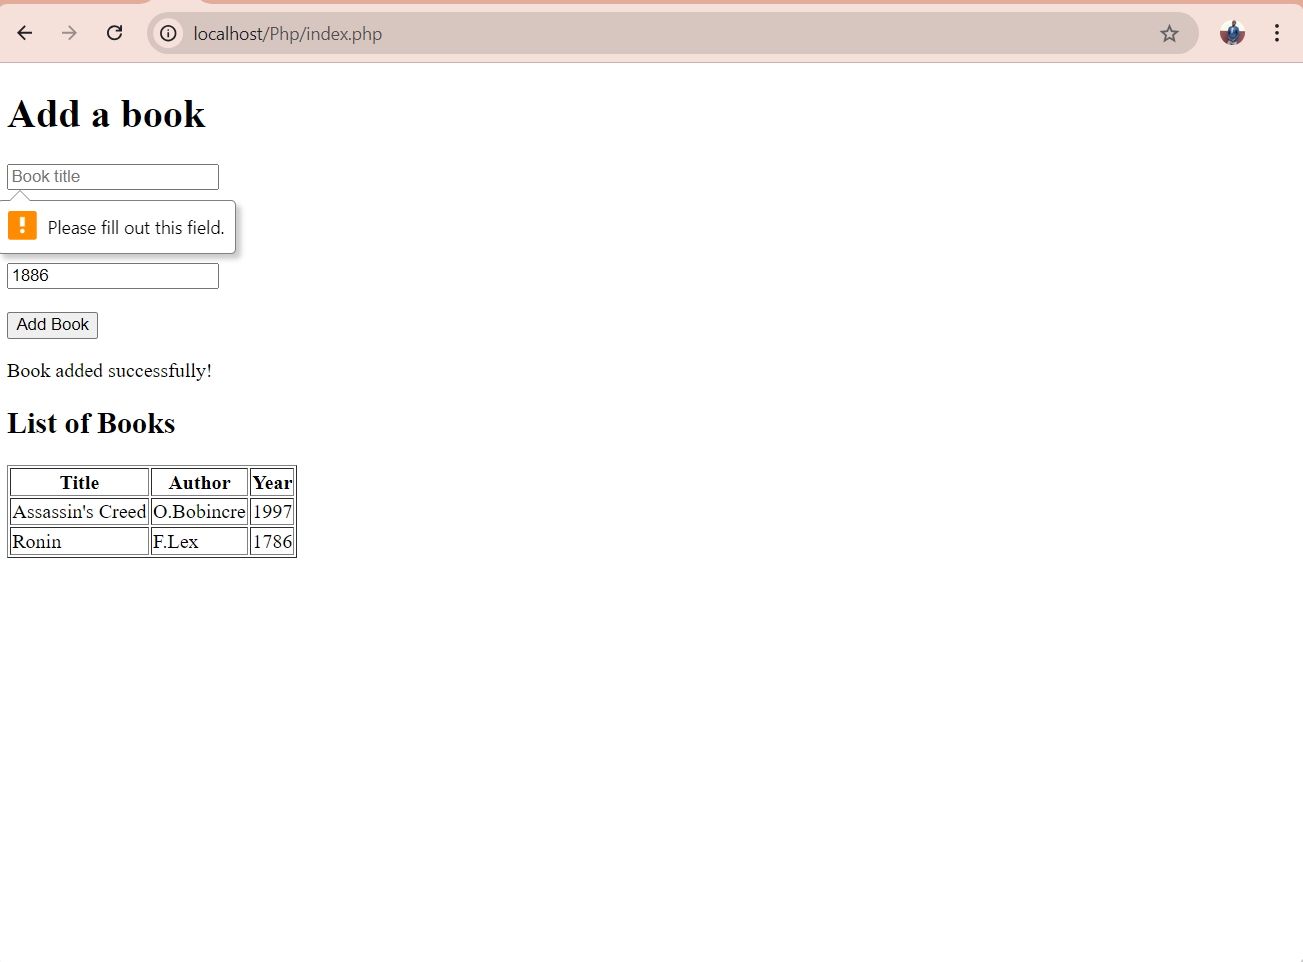 localhost/Php/index.php
Add a book
Book title
Please fill out this field.
1886
Add Book
Book added successfully!
List of Books
Title Author Year
Assassin's Creed O.Bobincre 1997
Ronin F.Lex 1786